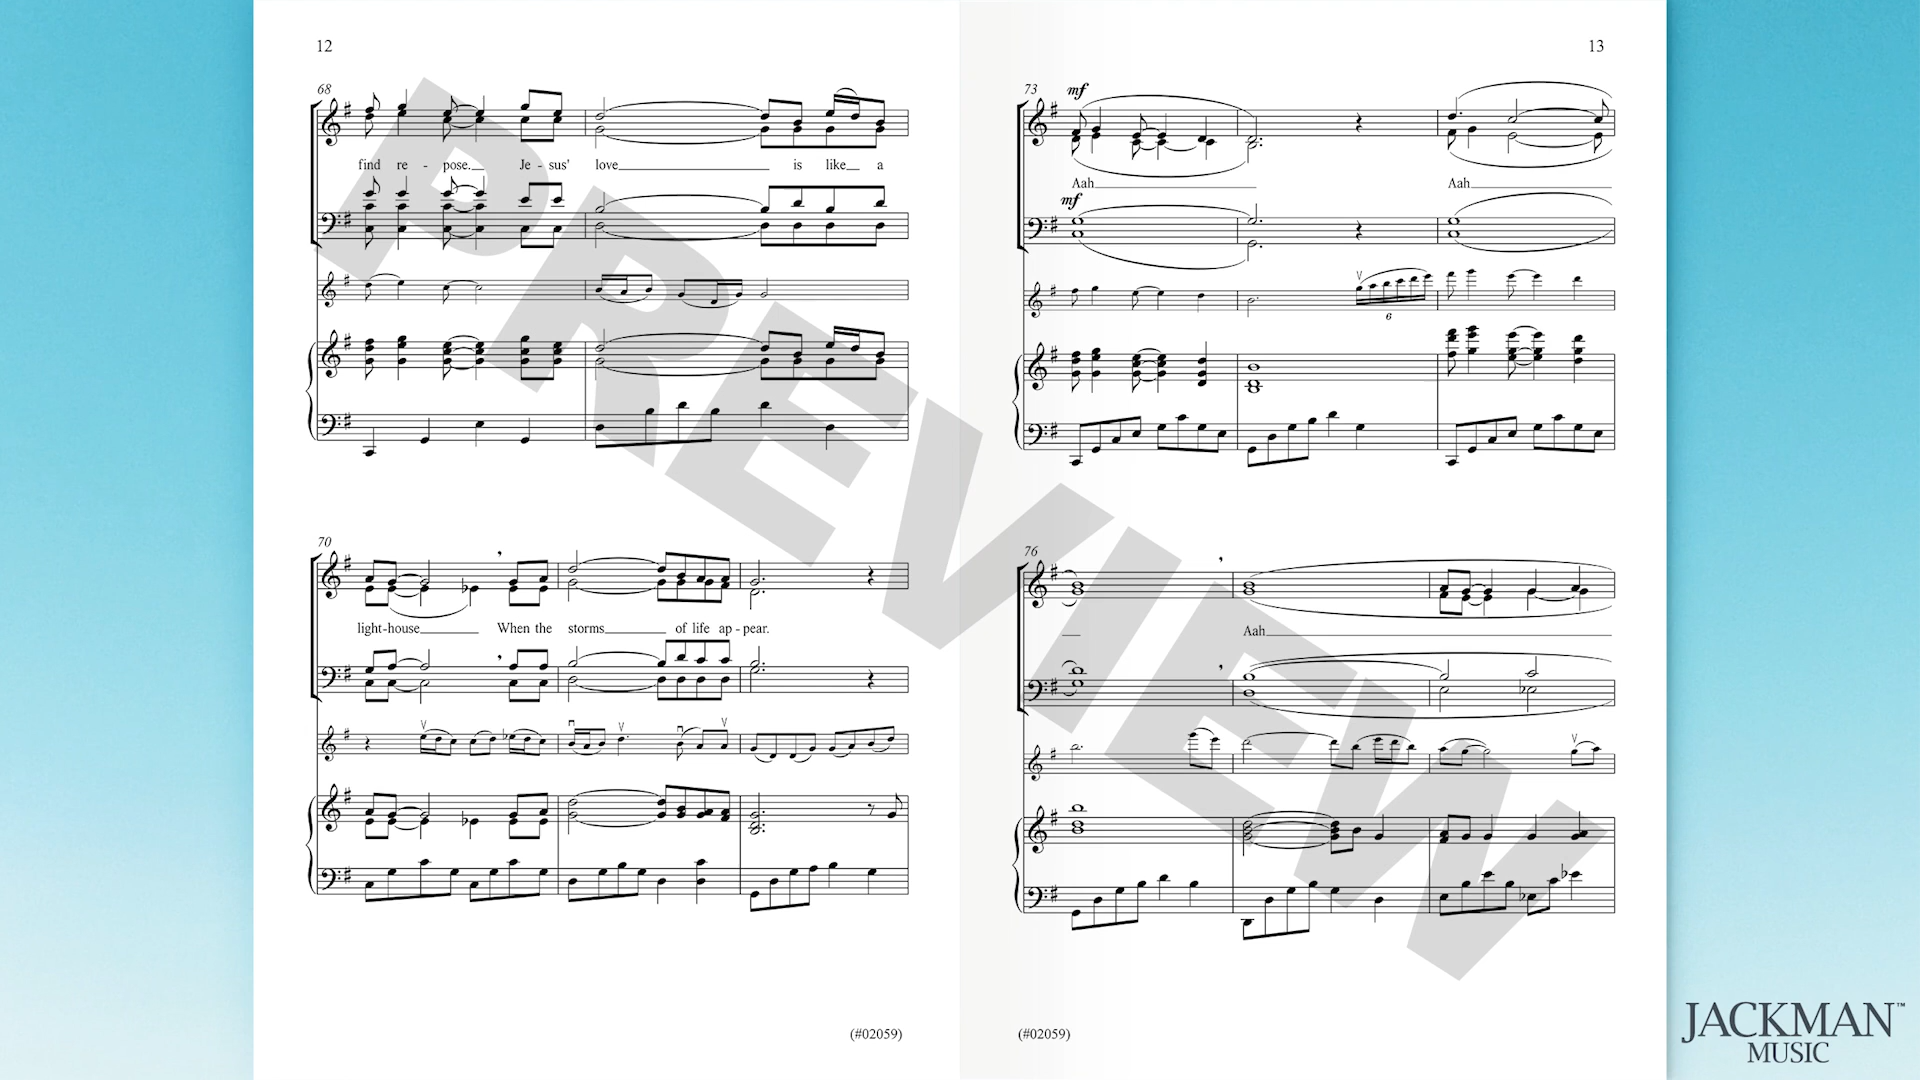 12
68
find re - pose. Je - sus' love is like a
70
light-house When the storms of life ap - pear.
(#02059)
13
73 mf
Aah Aah
mf
6
76
Aah
(#02059)
PREVIEW
JACKMAN™
MUSIC